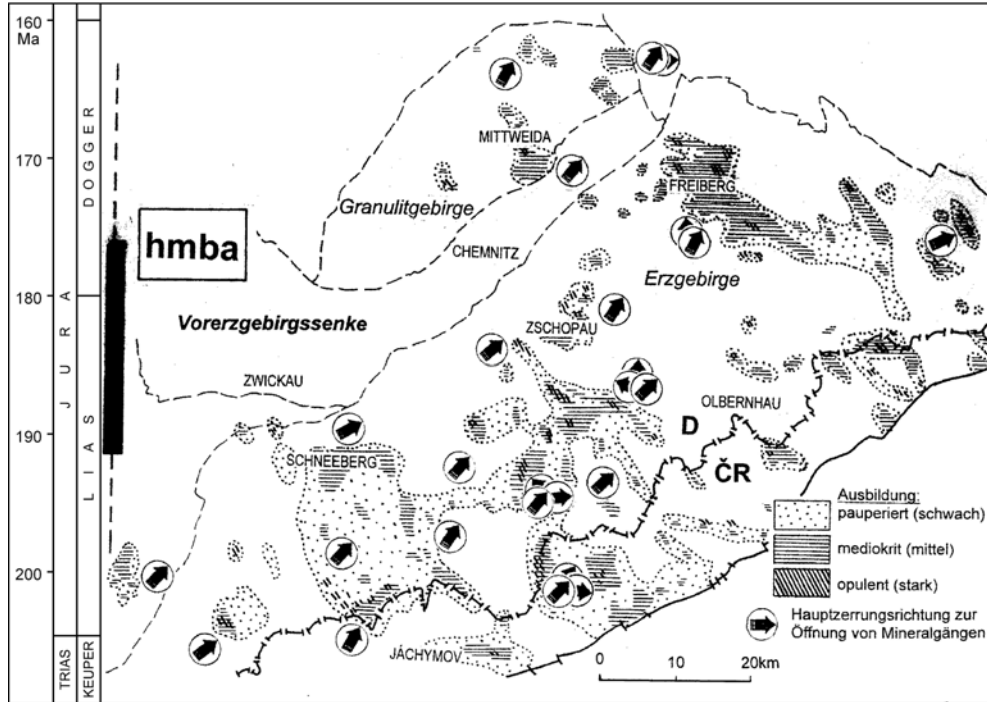 160
Ma
170
180
190
200
DOGGER
LIAS
JURA
TRIAS
KEUPER
hmba
MITTWEIDA
Granulitgebirge
FREIBERG
CHEMNITZ
Erzgebirge
Vorerzgebirgssenke
ZSCHOPAU
ZWICKAU
OLBERNHAU
D
ČR
SCHNEEBERG
JÁCHYMOV
Ausbildung:
pauperiert (schwach)
mediokrit (mittel)
opulent (stark)
Hauptzerrungsrichtung zur
Öffnung von Mineralgängen
0 10 20km